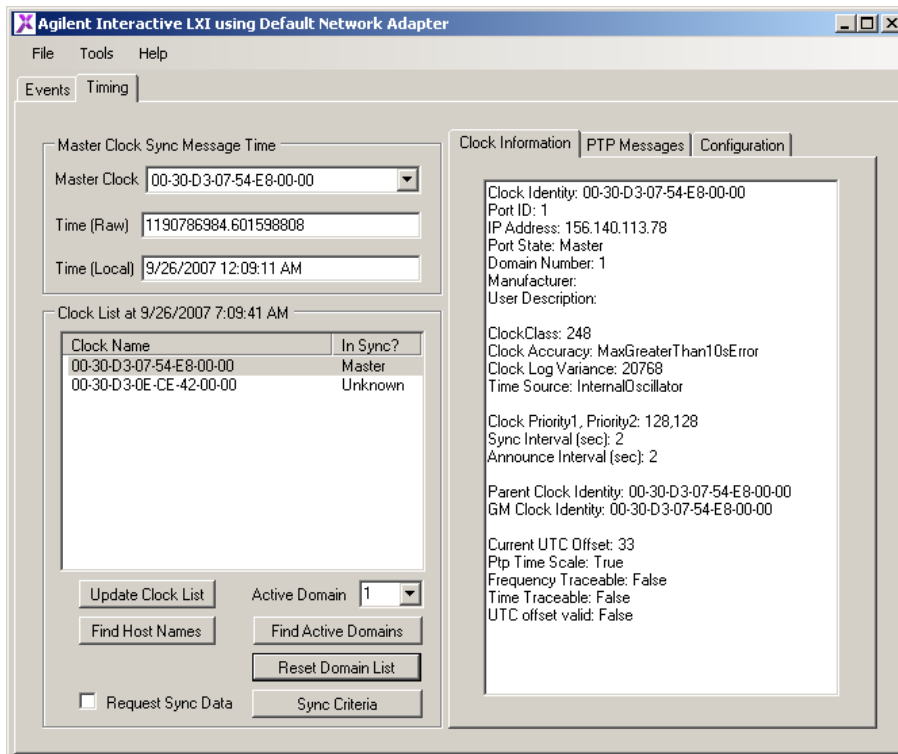 Agilent Interactive LXI using Default Network Adapter
File Tools Help
Events Timing
Master Clock Sync Message Time
Master Clock 00-30-D3-07-54-E8-00-00
Time (Raw) 1190786984.601598808
Time (Local) 9/26/2007 12:09:11 AM
Clock List at 9/26/2007 7:09:41 AM
Clock Name In Sync?
00-30-D3-07-54-E8-00-00 Master
00-30-D3-0E-CE-42-00-00 Unknown
Update Clock List Active Domain 1
Find Host Names Find Active Domains
Reset Domain List
Request Sync Data Sync Criteria
Clock Information PTP Messages Configuration
Clock Identity: 00-30-D3-07-54-E8-00-00
Port ID: 1
IP Address: 156.140.113.78
Port State: Master
Domain Number: 1
Manufacturer:
User Description:
ClockClass: 248
Clock Accuracy: MaxGreaterThan10sError
Clock Log Variance: 20768
Time Source: InternalOscillator
Clock Priority1, Priority2: 128,128
Sync Interval (sec): 2
Announce Interval (sec): 2
Parent Clock Identity: 00-30-D3-07-54-E8-00-00
GM Clock Identity: 00-30-D3-07-54-E8-00-00
Current UTC Offset: 33
Ptp Time Scale: True
Frequency Traceable: False
Time Traceable: False
UTC offset valid: False